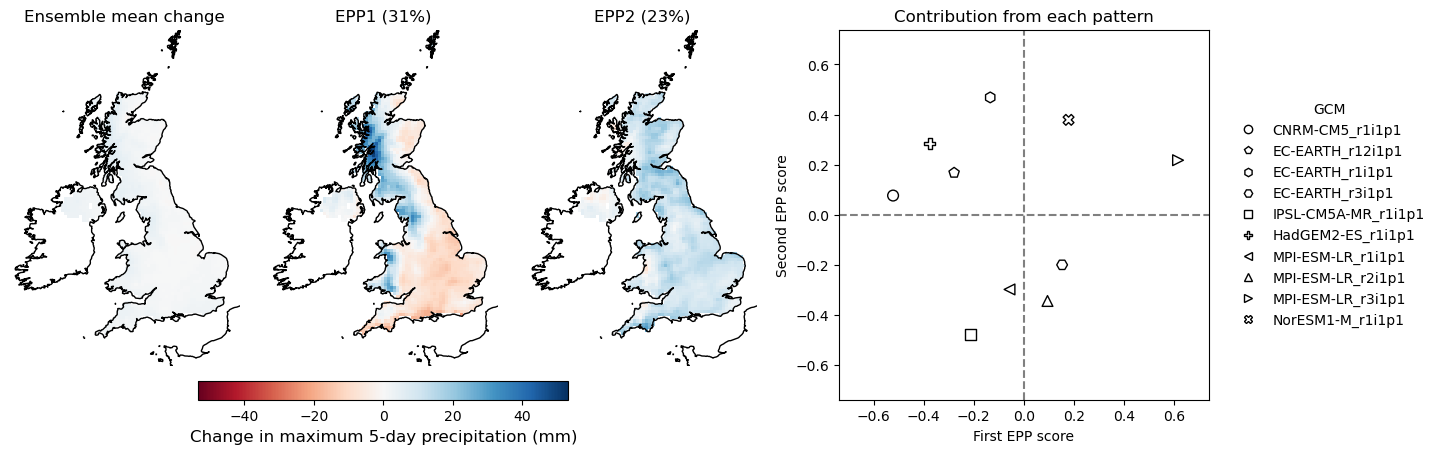 Ensemble mean change
EPP1 (31%)
EPP2 (23%)
−40 −20 0 20 40
Change in maximum 5-day precipitation (mm)
Contribution from each pattern
Second EPP score
0.6
0.4
0.2
0.0
−0.2
−0.4
−0.6
−0.6 −0.4 −0.2 0.0 0.2 0.4 0.6
First EPP score
GCM
CNRM-CM5_r1i1p1
EC-EARTH_r12i1p1
EC-EARTH_r1i1p1
EC-EARTH_r3i1p1
IPSL-CM5A-MR_r1i1p1
HadGEM2-ES_r1i1p1
MPI-ESM-LR_r1i1p1
MPI-ESM-LR_r2i1p1
MPI-ESM-LR_r3i1p1
NorESM1-M_r1i1p1